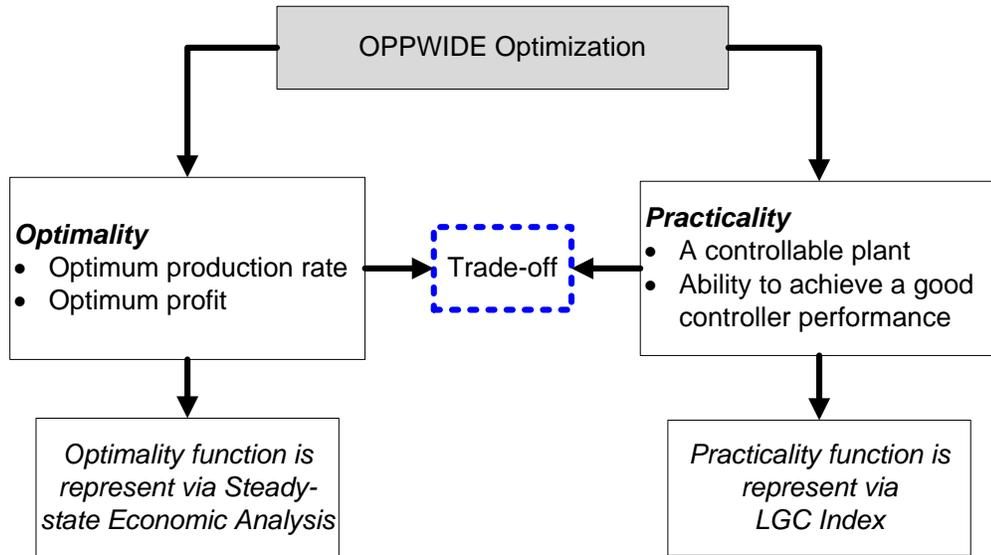 OPPWIDE Optimization
Optimality
• Optimum production rate
• Optimum profit
Trade-off
Practicality
• A controllable plant
• Ability to achieve a good
controller performance
Optimality function is
represent via Steady-
state Economic Analysis
Practicality function is
represent via
LGC Index